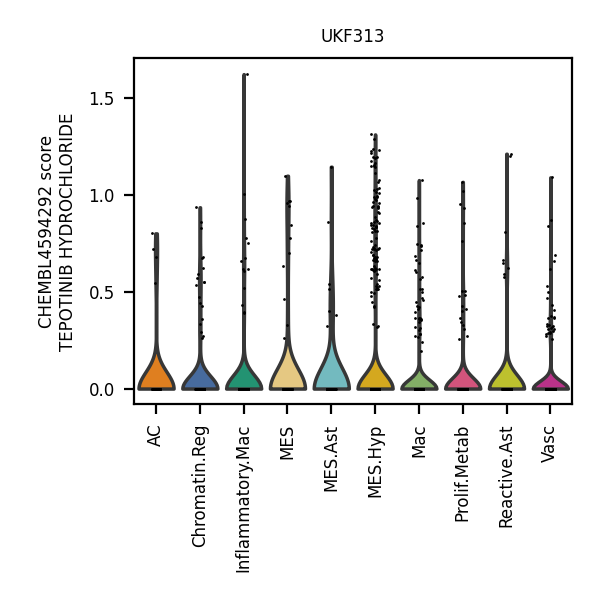 UKF313
CHEMBL4594292 score
TEPOTINIB HYDROCHLORIDE
1.5
1.0
0.5
0.0
AC
Chromatin.Reg
Inflammatory.Mac
MES
MES.Ast
MES.Hyp
Mac
Prolif.Metab
Reactive.Ast
Vasc